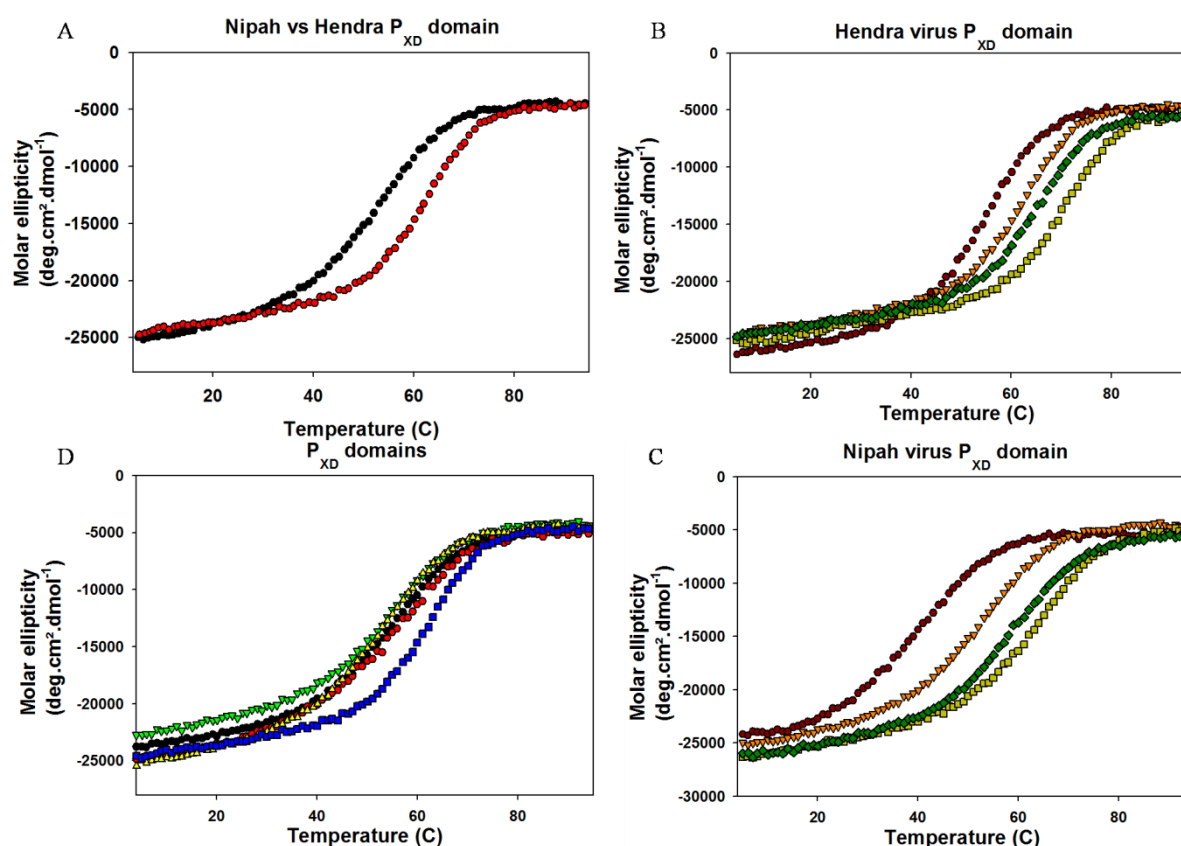 A
Nipah vs Hendra P XD domain
0
-5000
-10000
-15000
-20000
-25000
Molar ellipticity
(deg.cm².dmol⁻¹)
20 40 60 80
Temperature (C)
B
Hendra virus P XD domain
0
-5000
-10000
-15000
-20000
-25000
Molar ellipticity
(deg.cm².dmol⁻¹)
20 40 60 80
Temperature (C)
D
P XD domains
0
-5000
-10000
-15000
-20000
-25000
Molar ellipticity
(deg.cm².dmol⁻¹)
20 40 60 80
Temperature (C)
C
Nipah virus P XD domain
0
-5000
-10000
-15000
-20000
-25000
-30000
Molar ellipticity
(deg.cm².dmol⁻¹)
20 40 60 80
Temperature (C)